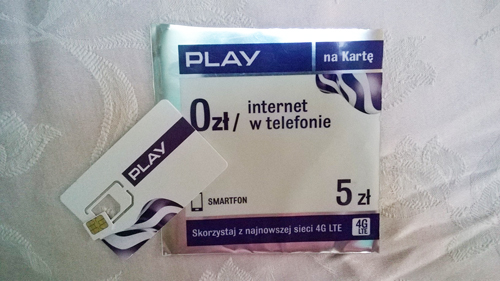 PLAY
na Kartę
0zł/
internet
w telefonie
SMARTFON
5 zł
Skorzystaj z najnowszej sieci 4G LTE
4G
LTE
PLAY